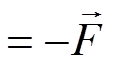 = −F⃗